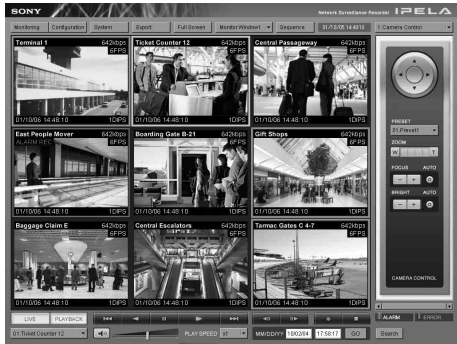 SONY
Network Surveillance Recorder IPELA
Monitoring Configuration System Export Full Screen Monitor Window1 Sequence 01/10/06 14:48:10 1 Camera Control
Terminal 1 642kbps
6FPS
01/10/06 14:48:10 1DIPS
Ticket Counter 12 642kbps
6FPS
01/10/06 14:48:10 1DIPS
Central Passageway 642kbps
6FPS
01/10/06 14:48:10 1DIPS
East People Mover 642kbps
ALARM REC 6FPS
01/10/06 14:48:10 1DIPS
Boarding Gate B-21 642kbps
6FPS
01/10/06 14:48:10 1DIPS
Gift Shops 642kbps
6FPS
01/10/06 14:48:10 1DIPS
Baggage Claim E 642kbps
6FPS
01/10/06 14:48:10 1DIPS
Central Escalators 642kbps
6FPS
01/10/06 14:48:10 1DIPS
Tarmac Gates C 4-7 642kbps
6FPS
01/10/06 14:48:10 1DIPS
PRESET
01.Preset1
ZOOM
W T
FOCUS AUTO
- +
BRIGHT AUTO
- +
CAMERA CONTROL
ALARM ERROR
LIVE PLAYBACK
01.Ticket Counter 12 PLAY SPEED x1 MM/DD/YY 10/02/04 17:58:17 GO Search